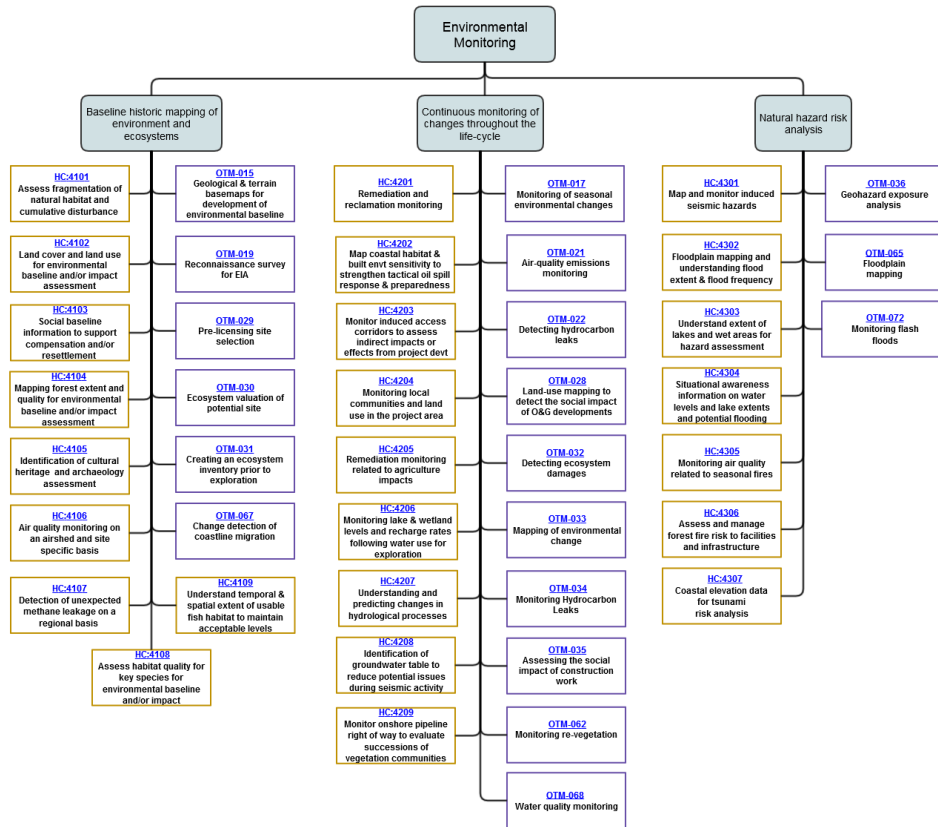 Environmental
Monitoring
Baseline historic mapping of
environment and
ecosystems
HC:4101
Assess fragmentation of
natural habitat and
cumulative disturbance
OTM-015
Geological & terrain
basemaps for
development of
environmental baseline
HC:4102
Land cover and land use
for environmental
baseline and/or impact
assessment
OTM-019
Reconnaissance survey
for EIA
HC:4103
Social baseline
information to support
compensation and/or
resettlement
OTM-029
Pre-licensing site
selection
HC:4104
Mapping forest extent and
quality for environmental
baseline and/or impact
assessment
OTM-030
Ecosystem valuation of
potential site
HC:4105
Identification of cultural
heritage and archaeology
assessment
OTM-031
Creating an ecosystem
inventory prior to
exploration
HC:4106
Air quality monitoring on
an airshed and site
specific basis
OTM-067
Change detection of
coastline migration
HC:4107
Detection of unexpected
methane leakage on a
regional basis
HC:4109
Understand temporal &
spatial extent of usable
fish habitat to maintain
acceptable levels
HC:4108
Assess habitat quality for
key species for
environmental baseline
and/or impact
Continuous monitoring
of changes throughout the
life-cycle
HC:4201
Remediation and
reclamation monitoring
OTM-017
Monitoring of seasonal
environmental changes
HC:4202
Map coastal habitat &
built envt sensitivity to
strengthen tactical oil spill
response & preparedness
OTM-021
Air-quality emissions
monitoring
HC:4203
Monitor induced access
corridors to assess
indirect impacts or
effects from project devt
OTM-022
Detecting hydrocarbon
leaks
HC:4204
Monitoring local
communities and land
use in the project area
OTM-028
Land-use mapping to
detect the social impact
of O&G developments
HC:4205
Remediation monitoring
related to agriculture
impacts
OTM-032
Detecting ecosystem
damages
HC:4206
Monitoring lake & wetland
levels and recharge rates
following water use for
exploration
OTM-033
Mapping of environmental
change
HC:4207
Understanding and
predicting changes in
hydrological processes
OTM-034
Monitoring Hydrocarbon
Leaks
HC:4208
Identification of
groundwater table to
reduce potential issues
during seismic activity
OTM-035
Assessing the social
impact of construction
work
HC:4209
Monitor onshore pipeline
right of way to evaluate
successions of
vegetation communities
OTM-062
Monitoring re-vegetation
OTM-068
Water quality monitoring
Natural hazard risk
analysis
HC:4301
Map and monitor induced
seismic hazards
OTM-036
Geohazard exposure
analysis
HC:4302
Floodplain mapping and
understanding flood
extent & flood frequency
OTM-065
Floodplain
mapping
HC:4303
Understand extent of
lakes and wet areas for
hazard assessment
OTM-072
Monitoring flash
floods
HC:4304
Situational awareness
information on water
levels and lake extents
and potential flooding
HC:4305
Monitoring air quality
related to seasonal fires
HC:4306
Assess and manage
forest fire risk to facilities
and infrastructure
HC:4307
Coastal elevation data
for tsunami
risk analysis